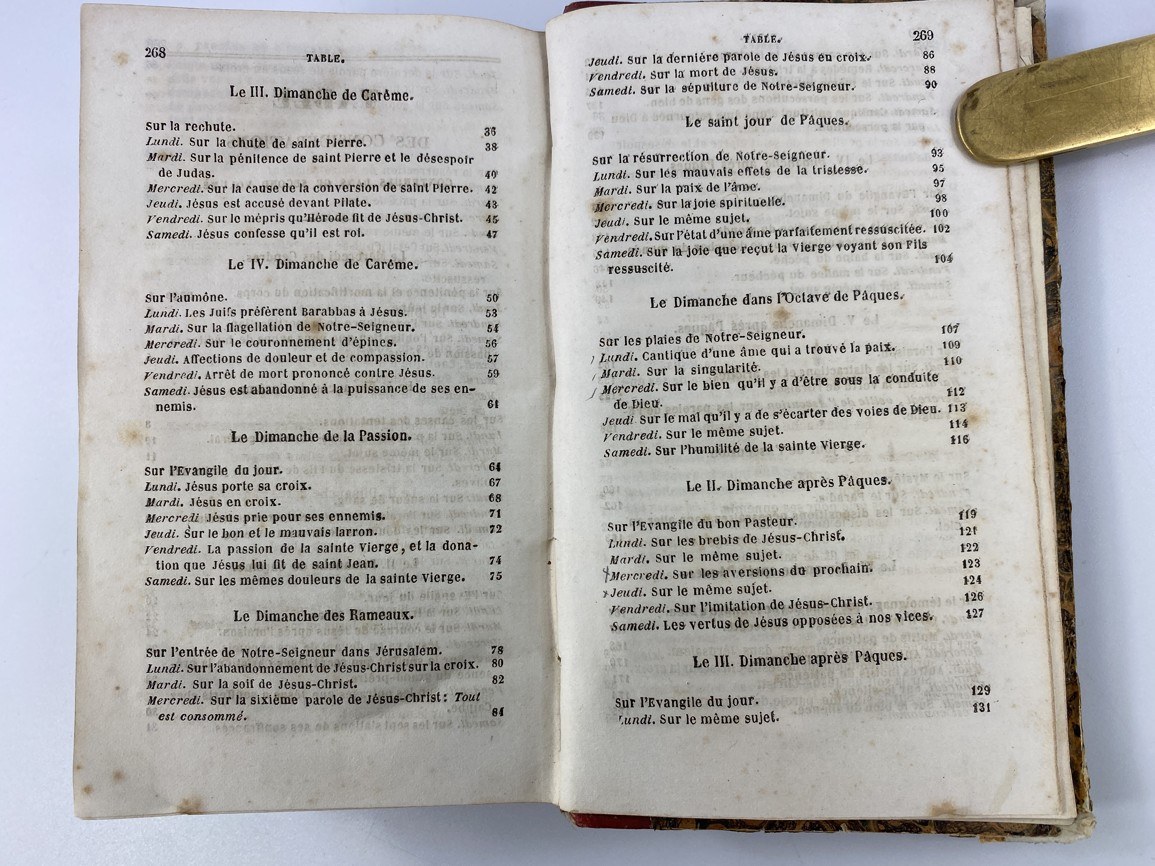 268
TABLE.
Le III. Dimanche de Carême.
Sur la rechute. 36
Lundi. Sur la chute de saint Pierre. 38
Mardi. Sur la pénitence de saint Pierre et le désespoir
de Judas. 40
Mercredi. Sur la cause de la conversion de saint Pierre. 42
Jeudi. Jésus est accusé devant Pilate. 43
Vendredi. Sur le mépris qu'Hérode fit de Jésus-Christ. 45
Samedi. Jésus confesse qu'il est roi. 47
Le IV. Dimanche de Carême.
Sur l'aumône. 50
Lundi. Les Juifs préfèrent Barabbas à Jésus. 53
Mardi. Sur la flagellation de Notre-Seigneur. 54
Mercredi. Sur le couronnement d'épines. 56
Jeudi. Affections de douleur et de compassion. 57
Vendredi. Arrêt de mort prononcé contre Jésus. 59
Samedi. Jésus est abandonné à la puissance de ses en-
nemis. 61
Le Dimanche de la Passion.
Sur l'Evangile du jour. 64
Lundi. Jésus porte sa croix. 67
Mardi. Jésus en croix. 68
Mercredi Jésus prie pour ses ennemis. 71
Jeudi. Sur le bon et le mauvais larron. 72
Vendredi. La passion de la sainte Vierge, et la dona-
tion que Jésus lui fit de saint Jean. 74
Samedi. Sur les mêmes douleurs de la sainte Vierge. 75
Le Dimanche des Rameaux.
Sur l'entrée de Notre-Seigneur dans Jérusalem. 78
Lundi. Sur l'abandonnement de Jésus-Christ sur la croix. 80
Mardi. Sur la soif de Jésus-Christ. 82
Mercredi. Sur la sixième parole de Jésus-Christ: Tout
est consommé. 84
TABLE. 269
Jeudi. Sur la dernière parole de Jésus en croix. 86
Vendredi. Sur la mort de Jésus. 88
Samedi. Sur la sépulture de Notre-Seigneur. 90
Le saint jour de Pâques.
Sur la résurrection de Notre-Seigneur. 93
Lundi. Sur les mauvais effets de la tristesse. 95
Mardi. Sur la paix de l'âme. 97
Mercredi. Sur la joie spirituelle. 98
Jeudi. Sur le même sujet. 100
Vendredi. Sur l'état d'une âme parfaitement ressuscitée. 102
Samedi. Sur la joie que reçut la Vierge voyant son Fils
ressuscité. 104
Le Dimanche dans l'Octave de Pâques.
Sur les plaies de Notre-Seigneur. 107
Lundi. Cantique d'une âme qui a trouvé la paix. 109
Mardi. Sur la singularité. 110
Mercredi. Sur le bien qu'il y a d'être sous la conduite
de Dieu. 112
Jeudi Sur le mal qu'il y a de s'écarter des voies de Dieu. 113
Vendredi. Sur le même sujet. 114
Samedi. Sur l'humilité de la sainte Vierge. 116
Le II. Dimanche après Pâques.
Sur l'Evangile du bon Pasteur. 119
Lundi. Sur les brebis de Jésus-Christ. 121
Mardi. Sur le même sujet. 122
Mercredi. Sur les aversions du prochain. 123
Jeudi. Sur le même sujet. 124
Vendredi. Sur l'imitation de Jésus-Christ. 126
Samedi. Les vertus de Jésus opposées à nos vices. 127
Le III. Dimanche après Pâques.
Sur l'Evangile du jour. 129
Lundi. Sur le même sujet. 131